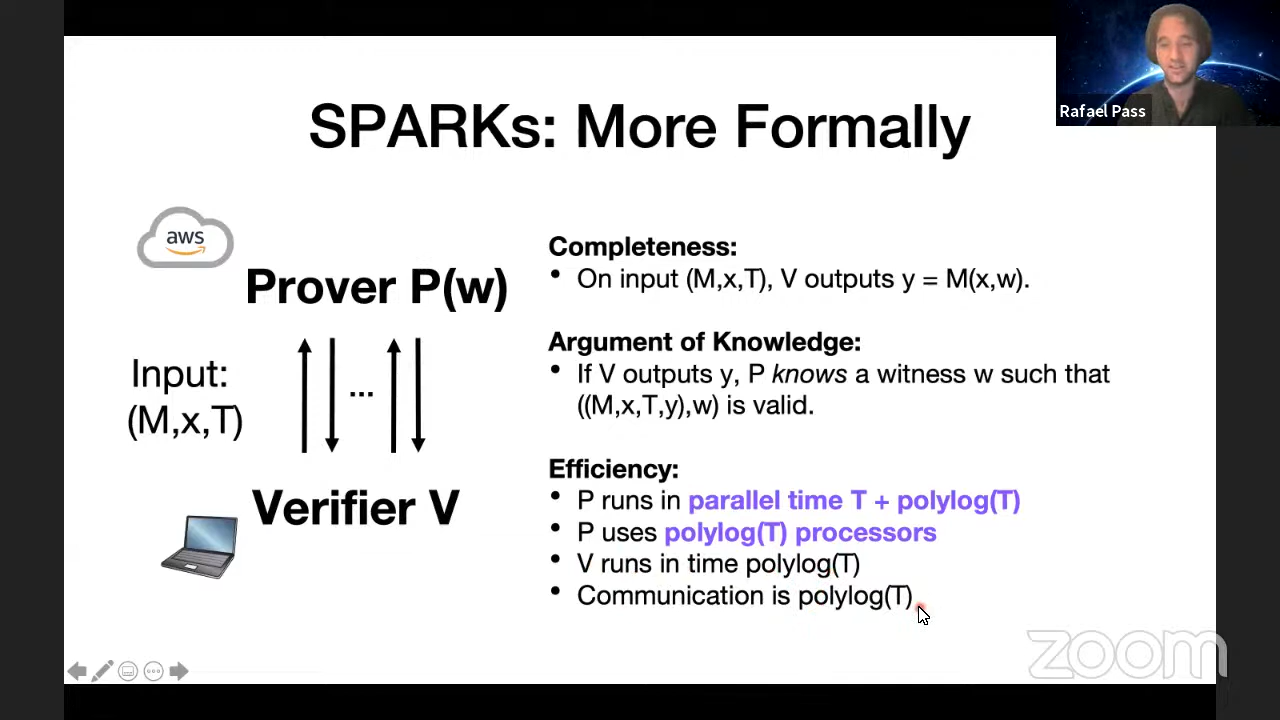 SPARKs: More Formally
Rafael Pass
aws
Prover P(w)
Input:
(M,x,T)
...
Verifier V
Completeness:
• On input (M,x,T), V outputs y = M(x,w).
Argument of Knowledge:
• If V outputs y, P knows a witness w such that
((M,x,T,y),w) is valid.
Efficiency:
• P runs in parallel time T + polylog(T)
• P uses polylog(T) processors
• V runs in time polylog(T)
• Communication is polylog(T)
zoom